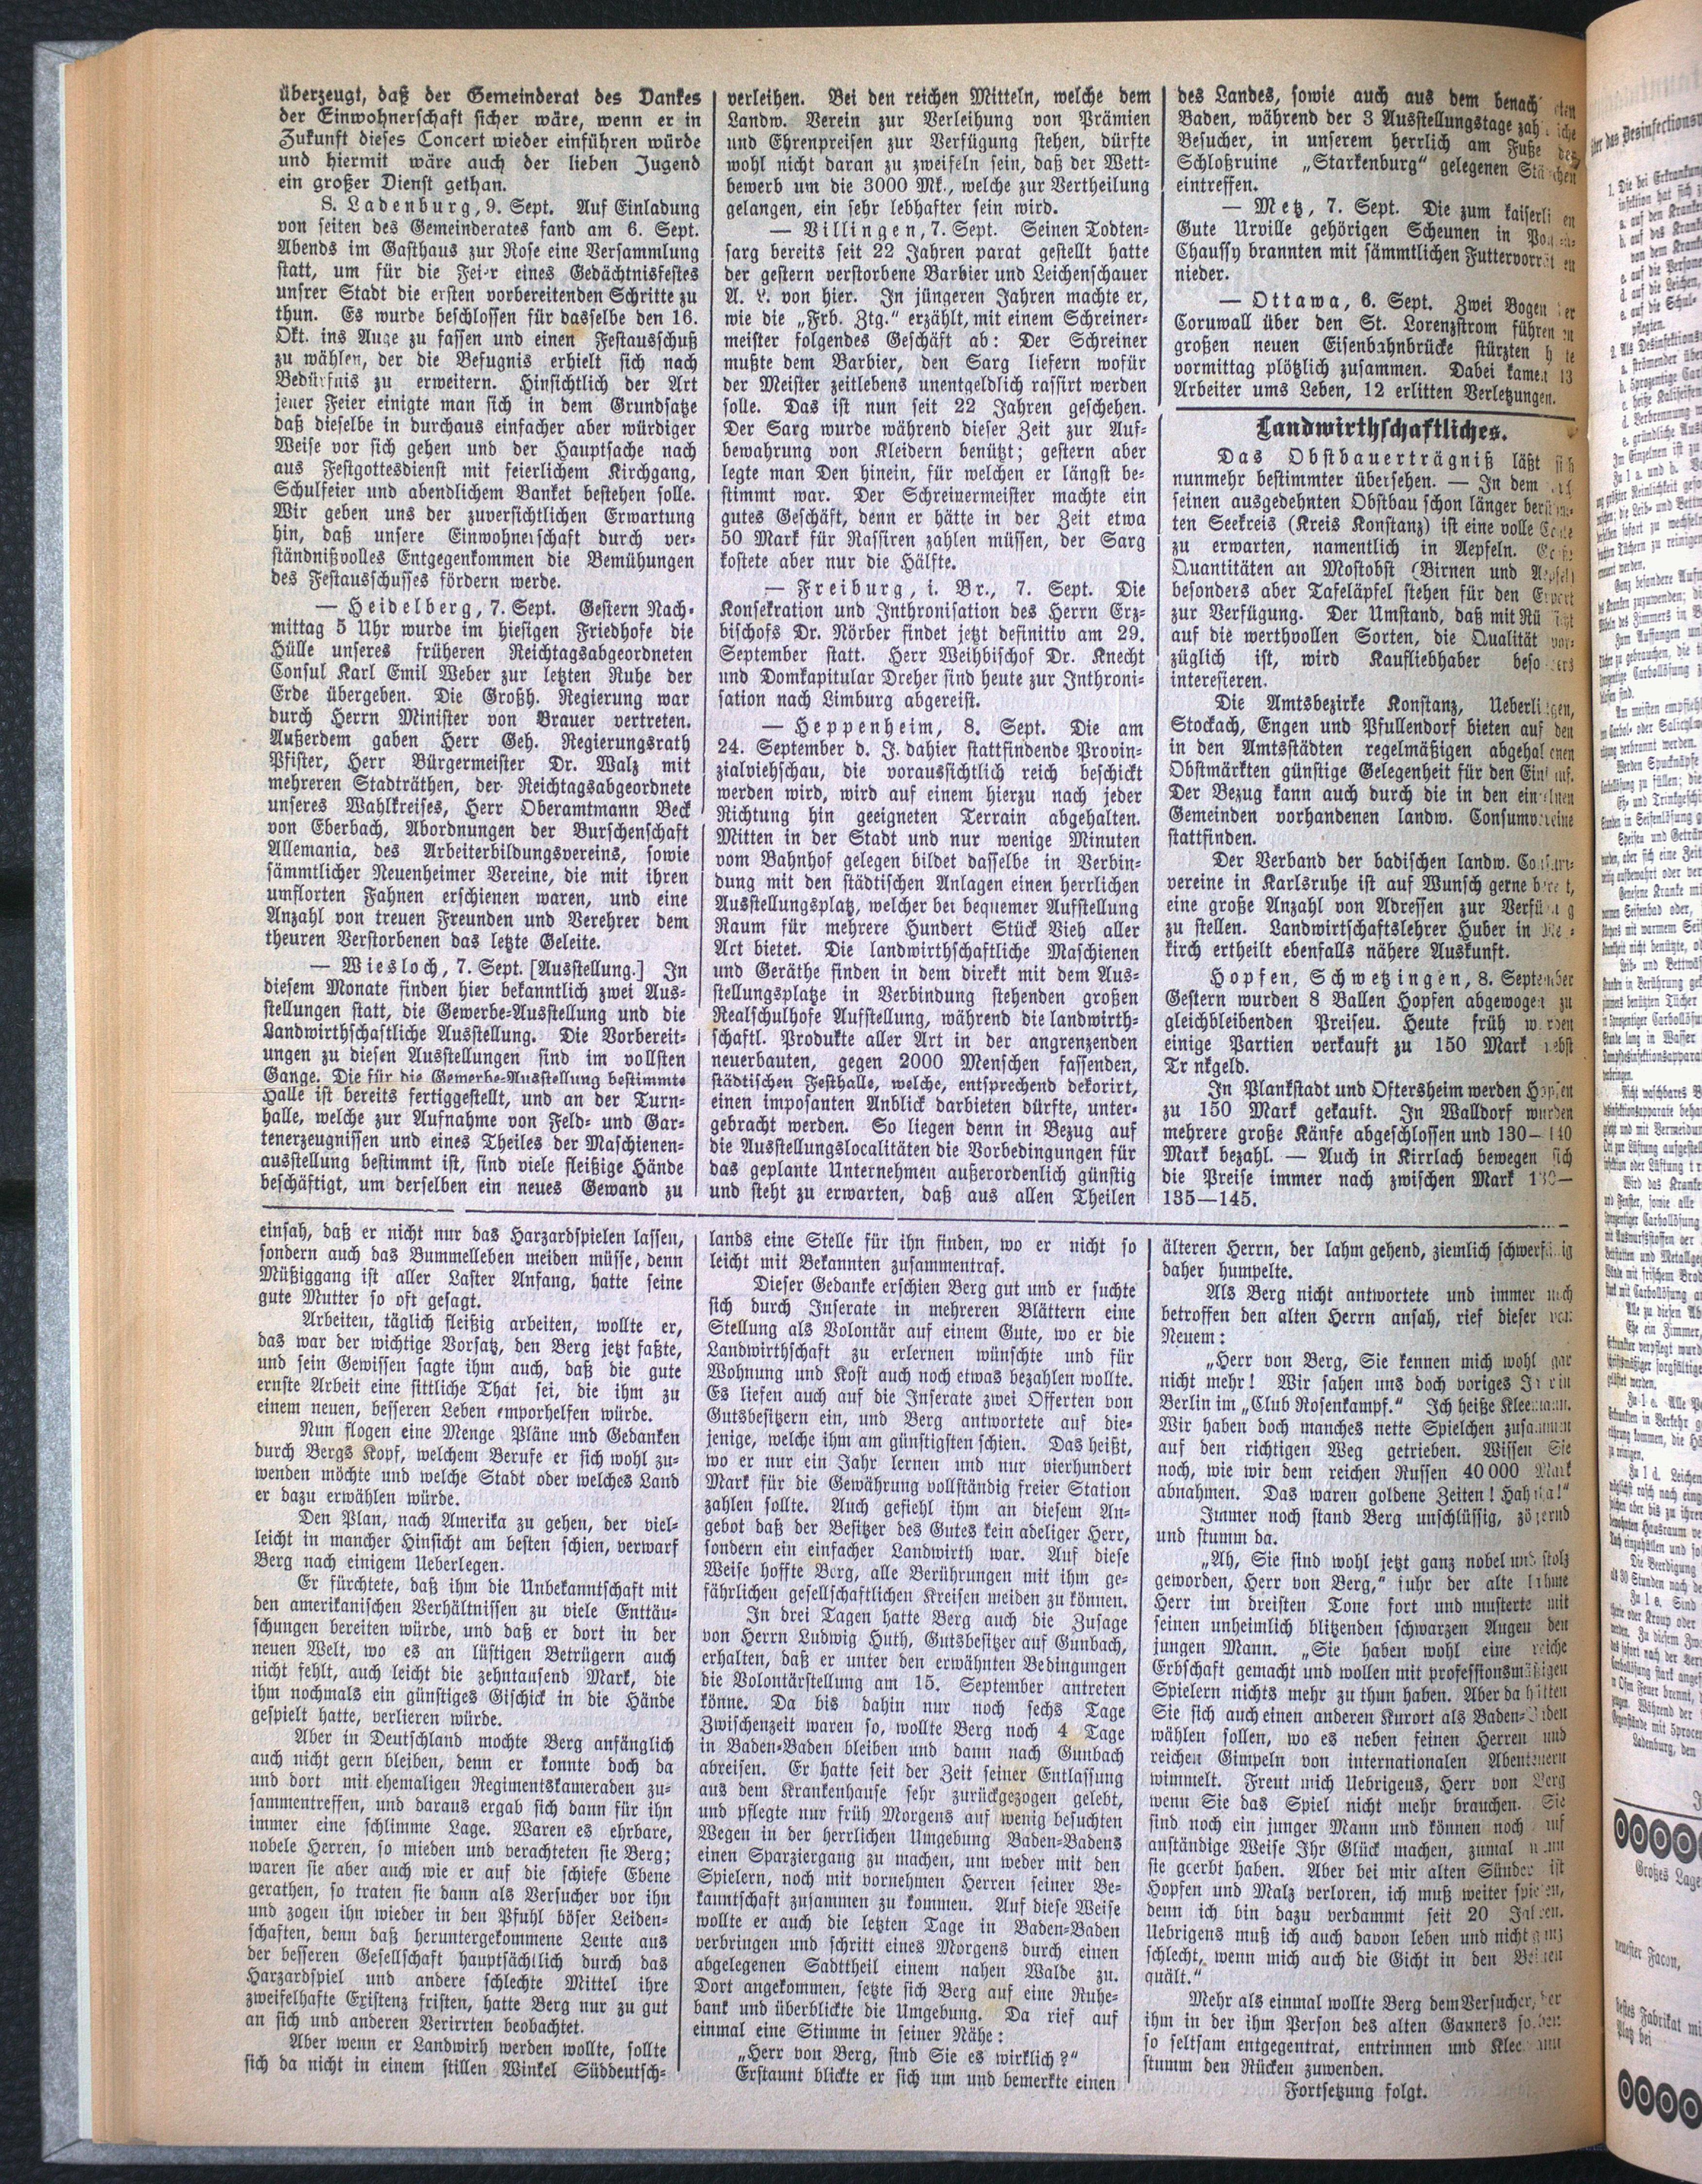 überzeugt, daß der Gemeinderat des Dankes
der Einwohnerschaft sicher wäre, wenn er in
Zukunft dieses Concert wieder einführen würde
und hiermit wäre auch der lieben Jugend
ein großer Dienst gethan.
S. Ladenburg, 9. Sept. Auf Einladung
von seiten des Gemeinderates fand am 6. Sept.
Abends im Gasthaus zur Rose eine Versammlung
statt, um für die Feier eines Gedächtnisfestes
unsrer Stadt die ersten vorbereitenden Schritte zu
thun. Es wurde beschlossen für dasselbe den 16.
Okt. ins Auge zu fassen und einen Festausschuß
zu wählen, der die Befugnis erhielt sich nach
Bedürfnis zu erweitern. Hinsichtlich der Art
jener Feier einigte man sich in dem Grundsatze
daß dieselbe in durchaus einfacher aber würdiger
Weise vor sich gehen und der Hauptsache nach
aus Festgottesdienst mit feierlichem Kirchgang,
Schulfeier und abendlichem Banket bestehen solle.
Wir geben uns der zuversichtlichen Erwartung
hin, daß unsere Einwohnerschaft durch ver-
ständnißvolles Entgegenkommen die Bemühungen
des Festausschusses fördern werde.
— Heidelberg, 7. Sept. Gestern Nach-
mittag 5 Uhr wurde im hiesigen Friedhofe die
Hülle unseres früheren Reichtagsabgeordneten
Consul Karl Emil Weber zur letzten Ruhe der
Erde übergeben. Die Großh. Regierung war
durch Herrn Minister von Brauer vertreten.
Außerdem gaben Herr Geh. Regierungsrath
Pfister, Herr Bürgermeister Dr. Walz mit
mehreren Stadträthen, der Reichtagsabgeordnete
unseres Wahlkreises, Herr Oberamtmann Beck
von Eberbach, Abordnungen der Burschenschaft
Allemania, des Arbeiterbildungsvereins, sowie
sämmtlicher Neuenheimer Vereine, die mit ihren
umflorten Fahnen erschienen waren, und eine
Anzahl von treuen Freunden und Verehrer dem
theuren Verstorbenen das letzte Geleite.
— Wiesloch, 7. Sept. [Ausstellung.] In
diesem Monate finden hier bekanntlich zwei Aus-
stellungen statt, die Gewerbe-Ausstellung und die
Landwirthschaftliche Ausstellung. Die Vorbereit-
ungen zu diesen Ausstellungen sind im vollsten
Gange. Die für die Gewerbe-Ausstellung bestimmte
Halle ist bereits fertiggestellt, und an der Turn-
halle, welche zur Aufnahme von Feld- und Gar-
tenerzeugnissen und eines Theiles der Maschienen-
ausstellung bestimmt ist, sind viele fleißige Hände
beschäftigt, um derselben ein neues Gewand zu
verleihen. Bei den reichen Mitteln, welche dem
Landw. Verein zur Verleihung von Prämien
und Ehrenpreisen zur Verfügung stehen, dürfte
wohl nicht daran zu zweifeln sein, daß der Wett-
bewerb um die 3000 Mk., welche zur Vertheilung
gelangen, ein sehr lebhafter sein wird.
— Villingen, 7. Sept. Seinen Todten-
sarg bereits seit 22 Jahren parat gestellt hatte
der gestern verstorbene Barbier und Leichenschauer
A. L. von hier. In jüngeren Jahren machte er,
wie die „Frb. Ztg.“ erzählt, mit einem Schreiner-
meister folgendes Geschäft ab: Der Schreiner
mußte dem Barbier, den Sarg liefern wofür
der Meister zeitlebens unentgeldlich rassirt werden
solle. Das ist nun seit 22 Jahren geschehen.
Der Sarg wurde während dieser Zeit zur Auf-
bewahrung von Kleidern benützt; gestern aber
legte man Den hinein, für welchen er längst be-
stimmt war. Der Schreinermeister machte ein
gutes Geschäft, denn er hätte in der Zeit etwa
50 Mark für Rassiren zahlen müssen, der Sarg
kostete aber nur die Hälfte.
— Freiburg, i. Br., 7. Sept. Die
Konsekration und Inthronisation des Herrn Erz-
bischofs Dr. Nörber findet jetzt definitiv am 29.
September statt. Herr Weihbischof Dr. Knecht
und Domkapitular Dreher sind heute zur Inthroni-
sation nach Limburg abgereist.
— Heppenheim, 8. Sept. Die am
24. September d. J. dahier stattfindende Provin-
zialviehschau, die voraussichtlich reich beschickt
werden wird, wird auf einem hierzu nach jeder
Richtung hin geeigneten Terrain abgehalten.
Mitten in der Stadt und nur wenige Minuten
vom Bahnhof gelegen bildet dasselbe in Verbin-
dung mit den städtischen Anlagen einen herrlichen
Ausstellungsplatz, welcher bei bequemer Aufstellung
Raum für mehrere Hundert Stück Vieh aller
Art bietet. Die landwirthschaftliche Maschienen
und Geräthe finden in dem direkt mit dem Aus-
stellungsplatze in Verbindung stehenden großen
Realschulhofe Aufstellung, während die landwirth-
schaftl. Produkte aller Art in der angrenzenden
neuerbauten, gegen 2000 Menschen fassenden,
städtischen Festhalle, welche, entsprechend dekorirt,
einen imposanten Anblick darbieten dürfte, unter-
gebracht werden. So liegen denn in Bezug auf
die Ausstellungslocalitäten die Vorbedingungen für
das geplante Unternehmen außerordenlich günstig
und steht zu erwarten, daß aus allen Theilen
des Landes, sowie auch aus dem
Baden, während der 3 Ausstellungstage
Besucher, in unserem herrlich am Fuße der
Schloßruine „Starkenburg“ gelegenen
eintreffen.
— Metz, 7. Sept. Die zum
Gute Urville gehörigen Scheunen in
Chaussy brannten mit sämmtlichen
nieder.
— Ottawa, 6. Sept. Zwei Bogen der
Coruwall über den St. Lorenzstrom führen
großen neuen Eisenbahnbrücke stürzten
vormittag plötzlich zusammen. Dabei kamen 13
Arbeiter ums Leben, 12 erlitten Verletzungen.
Landwirthschaftliches.
Das Obstbauerträgniß läßt sich
nunmehr bestimmter übersehen. — In dem
seinen ausgedehnten Obstbau schon länger berühm-
ten Seekreis (Kreis Konstanz) ist eine volle Ernte
zu erwarten, namentlich in Aepfeln. Große
Quantitäten an Mostobst (Birnen und Aepfel)
besonders aber Tafeläpfel stehen für den Export
zur Verfügung. Der Umstand, daß mit
auf die werthvollen Sorten, die Qualität vor-
züglich ist, wird Kaufliebhaber besonders
interesieren.
Die Amtsbezirke Konstanz, Ueberlingen,
Stockach, Engen und Pfullendorf bieten auf den
in den Amtsstädten regelmäßigen abgehaltenen
Obstmärkten günstige Gelegenheit für den Einkauf.
Der Bezug kann auch durch die in den einzelnen
Gemeinden vorhandenen landw. Consumvereine
stattfinden.
Der Verband der badischen landw. Consum-
vereine in Karlsruhe ist auf Wunsch gerne bereit,
eine große Anzahl von Adressen zur Verfügung
zu stellen. Landwirtschaftslehrer Huber in
kirch ertheilt ebenfalls nähere Auskunft.
Hopfen, Schwetzingen, 8. September
Gestern wurden 8 Ballen Hopfen abgewogen zu
gleichbleibenden Preiseu. Heute früh wurden
einige Partien verkauft zu 150 Mark nebst
Trinkgeld.
In Plankstadt und Oftersheim werden Hopfen
zu 150 Mark gekauft. In Walldorf wurden
mehrere große Känfe abgeschlossen und 130—140
Mark bezahl. — Auch in Kirrlach bewegen sich
die Preise immer nach zwischen Mark 130—
135—145.
einsah, daß er nicht nur das Harzardspielen lassen,
sondern auch das Bummelleben meiden müsse, denn
Müßiggang ist aller Laster Anfang, hatte seine
gute Mutter so oft gesagt.
Arbeiten, täglich fleißig arbeiten, wollte er,
das war der wichtige Vorsatz, den Berg jetzt faßte,
und sein Gewissen sagte ihm auch, daß die gute
ernste Arbeit eine sittliche That sei, die ihm zu
einem neuen, besseren Leben emporhelfen würde.
Nun flogen eine Menge Pläne und Gedanken
durch Bergs Kopf, welchem Berufe er sich wohl zu-
wenden möchte und welche Stadt oder welches Land
er dazu erwählen würde.
Den Plan, nach Amerika zu gehen, der viel-
leicht in mancher Hinsicht am besten schien, verwarf
Berg nach einigem Ueberlegen.
Er fürchtete, daß ihm die Unbekanntschaft mit
den amerikanischen Verhältnissen zu viele Enttäu-
schungen bereiten würde, und daß er dort in der
neuen Welt, wo es an lüftigen Betrügern auch
nicht fehlt, auch leicht die zehntausend Mark, die
ihm nochmals ein günstiges Gischick in die Hände
gespielt hatte, verlieren würde.
Aber in Deutschland mochte Berg anfänglich
auch nicht gern bleiben, denn er konnte doch da
und dort mit ehemaligen Regimentskameraden zu-
sammentreffen, und daraus ergab sich dann für ihn
immer eine schlimme Lage. Waren es ehrbare,
nobele Herren, so mieden und verachteten sie Berg;
waren sie aber auch wie er auf die schiefe Ebene
gerathen, so traten sie dann als Versucher vor ihn
und zogen ihn wieder in den Pfuhl böser Leiden-
schaften, denn daß heruntergekommene Leute aus
der besseren Gesellschaft hauptsächlich durch das
Harzardspiel und andere schlechte Mittel ihre
zweifelhafte Existenz fristen, hatte Berg nur zu gut
an sich und anderen Verirrten beobachtet.
Aber wenn er Landwirh werden wollte, sollte
sich da nicht in einem stillen Winkel Süddeutsch-
lands eine Stelle für ihn finden, wo er nicht so
leicht mit Bekannten zusammentraf.
Dieser Gedanke erschien Berg gut und er suchte
sich durch Inserate in mehreren Blättern eine
Stellung als Volontär auf einem Gute, wo er die
Landwirthschaft zu erlernen wünschte und für
Wohnung und Kost auch noch etwas bezahlen wollte.
Es liefen auch auf die Inserate zwei Offerten von
Gutsbesitzern ein, und Berg antwortete auf die-
jenige, welche ihm am günstigsten schien. Das heißt,
wo er nur ein Jahr lernen und nur vierhundert
Mark für die Gewährung vollständig freier Station
zahlen sollte. Auch gefiehl ihm an diesem An-
gebot daß der Besitzer des Gutes kein adeliger Herr,
sondern ein einfacher Landwirth war. Auf diese
Weise hoffte Berg, alle Berührungen mit ihm ge-
fährlichen gesellschaftlichen Kreisen meiden zu können.
In drei Tagen hatte Berg auch die Zusage
von Herrn Ludwig Huth, Gutsbesitzer auf Gunbach,
erhalten, daß er unter den erwähnten Bedingungen
die Volontärstellung am 15. September antreten
könne. Da bis dahin nur noch sechs Tage
Zwischenzeit waren so, wollte Berg noch 4 Tage
in Baden-Baden bleiben und dann nach Gunbach
abreisen. Er hatte seit der Zeit seiner Entlassung
aus dem Krankenhause sehr zurückgezogen gelebt,
und pflegte nur früh Morgens auf wenig besuchten
Wegen in der herrlichen Umgebung Baden-Badens
einen Sparziergang zu machen, um weder mit den
Spielern, noch mit vornehmen Herren seiner Be-
kanntschaft zusammen zu kommen. Auf diese Weise
wollte er auch die letzten Tage in Baden-Baden
verbringen und schritt eines Morgens durch einen
abgelegenen Sadttheil einem nahen Walde zu.
Dort angekommen, setzte sich Berg auf eine Ruhe-
bank und überblickte die Umgebung. Da rief auf
einmal eine Stimme in seiner Nähe:
„Herr von Berg, sind Sie es wirklich?“
Erstaunt blickte er sich um und bemerkte einen
älteren Herrn, der lahm gehend, ziemlich schwerfällig
daher humpelte.
Als Berg nicht antwortete und immer noch
betroffen den alten Herrn ansah, rief dieser von
Neuem:
„Herr von Berg, Sie kennen mich wohl gar
nicht mehr! Wir sahen uns doch voriges Jahr in
Berlin im „Club Rosenkampf.“ Ich heiße Kleemann.
Wir haben doch manches nette Spielchen zusammen
auf den richtigen Weg getrieben. Wissen Sie
noch, wie wir dem reichen Russen 40 000 Mark
abnahmen. Das waren goldene Zeiten! Hahaha!“
Immer noch stand Berg unschlüssig, zögernd
und stumm da.
„Ah, Sie sind wohl jetzt ganz nobel und stolz
geworden, Herr von Berg,“ fuhr der alte lahme
Herr im dreisten Tone fort und musterte mit
seinen unheimlich blitzenden schwarzen Augen den
jungen Mann. „Sie haben wohl eine reiche
Erbschaft gemacht und wollen mit professionsmäßigen
Spielern nichts mehr zu thun haben. Aber da hätten
Sie sich auch einen anderen Kurort als Baden-Baden
wählen sollen, wo es neben feinen Herren und
reichen Gimpeln von internationalen Abenteuern
wimmelt. Freut mich Uebrigens, Herr von Berg
wenn Sie das Spiel nicht mehr brauchen. Sie
sind noch ein junger Mann und können noch auf
anständige Weise Ihr Glück machen, zumal wenn
sie geerbt haben. Aber bei mir alten Sünder ist
Hopfen und Malz verloren, ich muß weiter spielen,
denn ich bin dazu verdammt seit 20 Jahren.
Uebrigens muß ich auch davon leben und nicht ganz
schlecht, wenn mich auch die Gicht in den Beinen
quält.“
Mehr als einmal wollte Berg dem Versucher, der
ihm in der ihm Person des alten Gauners soeben
so seltsam entgegentrat, entrinnen und Kleemann
stumm den Rücken zuwenden.
Fortsetzung folgt.